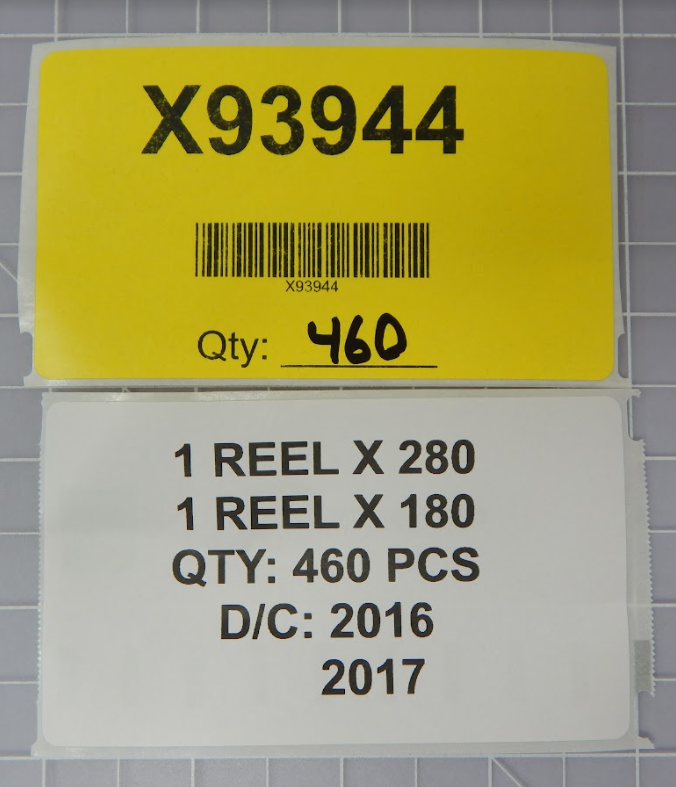 X93944
X93944
Qty: 460
1 REEL X 280
1 REEL X 180
QTY: 460 PCS
D/C: 2016
2017